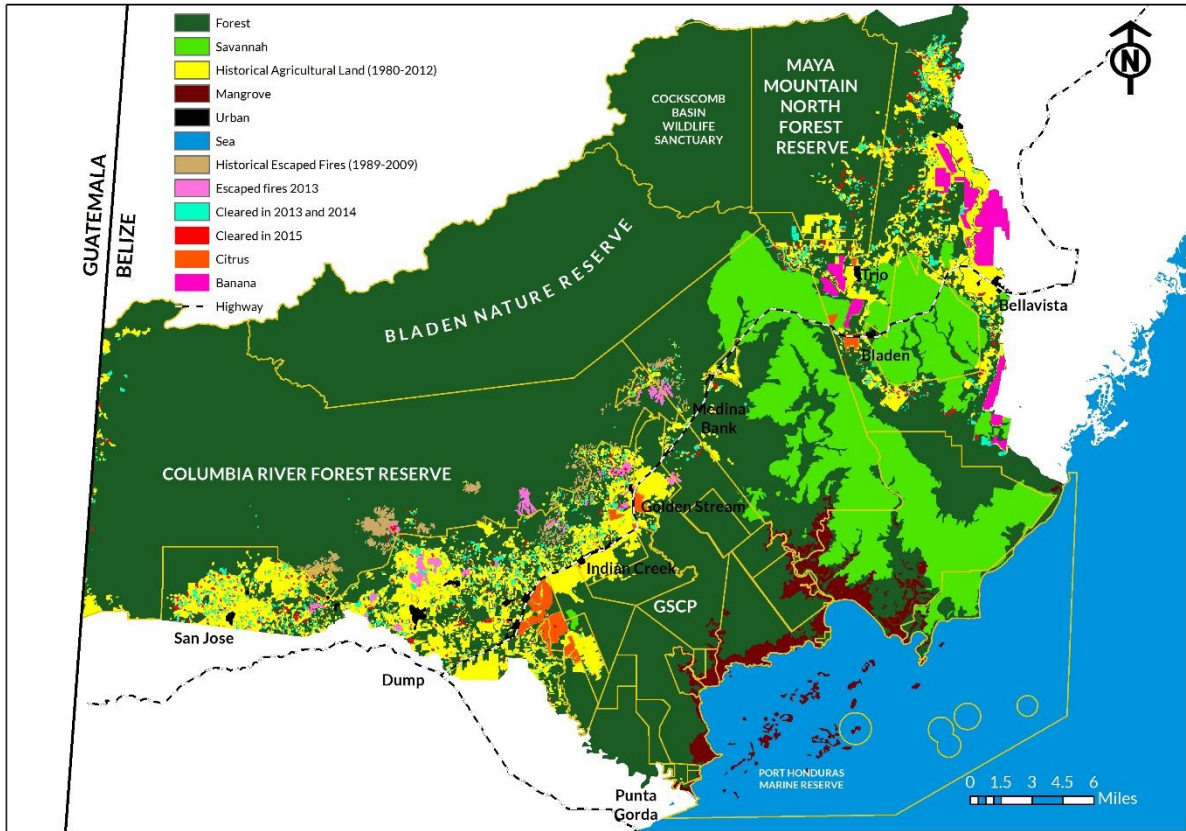 Forest
Savannah
Historical Agricultural Land (1980-2012)
Mangrove
Urban
Sea
Historical Escaped Fires (1989-2009)
Escaped fires 2013
Cleared in 2013 and 2014
Cleared in 2015
Citrus
Banana
Highway
GUATEMALA
BELIZE
N
COCKSCOMB
BASIN
WILDLIFE
SANCTUARY
MAYA
MOUNTAIN
NORTH
FOREST
RESERVE
BLADEN NATURE RESERVE
Trio
Bellavista
Bladen
Medina
Bank
COLUMBIA RIVER FOREST RESERVE
Golden Stream
Indian Creek
GSCP
San Jose
Dump
Punta
Gorda
PORT HONDURAS
MARINE RESERVE
0 1.5 3 4.5 6
Miles